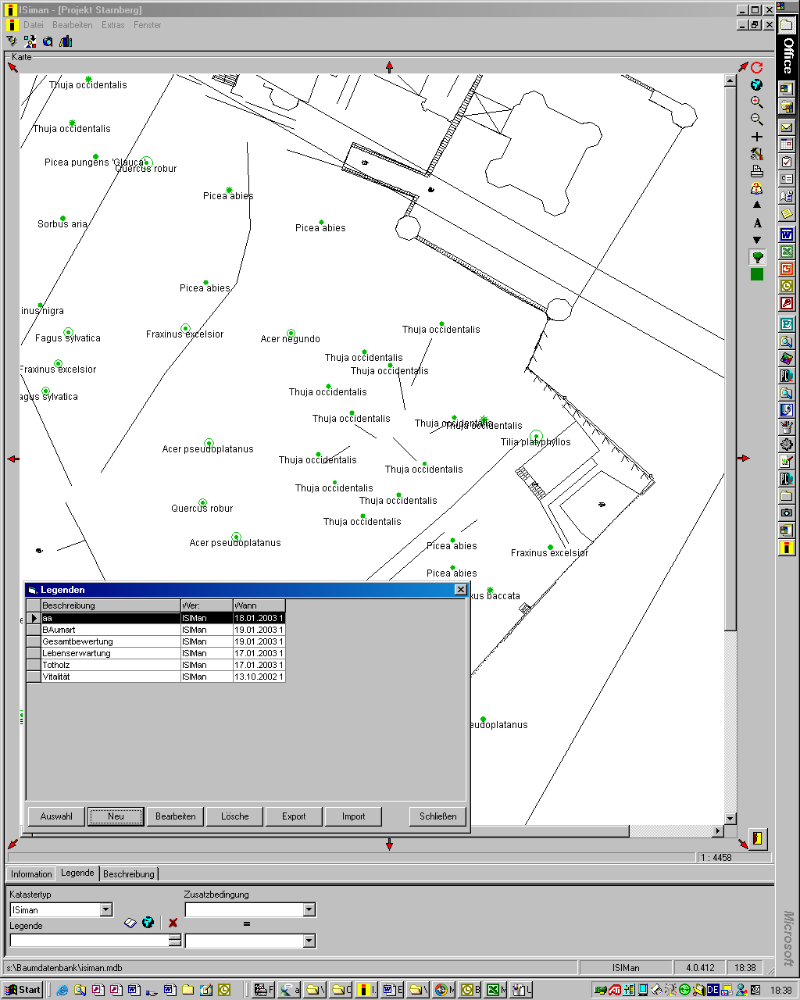 ISiman - [Projekt Starnberg]
Datei Bearbeiten Extras Fenster
Karte
Office
Thuja occidentalis
Thuja occidentalis
Picea pungens 'Glauca'
Quercus robur
Picea abies
Sorbus aria
Picea abies
Picea abies
inus nigra
Thuja occidentalis
Fagus sylvatica
Fraxinus excelsior
Acer negundo
Thuja occidentalis
Fraxinus excelsior
Thuja occidentalis
Thuja occidentalis
agus sylvatica
Thuja occidentalis
Thuja occidentalis
Thuja occidentalis
Tilia platyphyllos
Acer pseudoplatanus
Thuja occidentalis
Thuja occidentalis
Thuja occidentalis
Thuja occidentalis
Quercus robur
Thuja occidentalis
Acer pseudoplatanus
Picea abies
Fraxinus excelsior
Picea abies
xus baccata
eudoplatanus
Legenden
Beschreibung Wer: Wann
aa ISIMan 18.01.2003 1
BAumart ISIMan 19.01.2003 1
Gesamtbewertung ISIMan 19.01.2003 1
Lebenserwartung ISIMan 17.01.2003 1
Totholz ISIMan 17.01.2003 1
Vitalität ISIMan 13.10.2002 1
Auswahl Neu Bearbeiten Lösche Export Import Schließen
1 : 4458
Information Legende Beschreibung
Katastertyp Zusatzbedingung
ISiman
Legende =
Microsoft
s:\Baumdatenbank\isiman.mdb ISIMan 4.0.412 18:38
Start F a \ C I. E \ M B M L DE 18:38